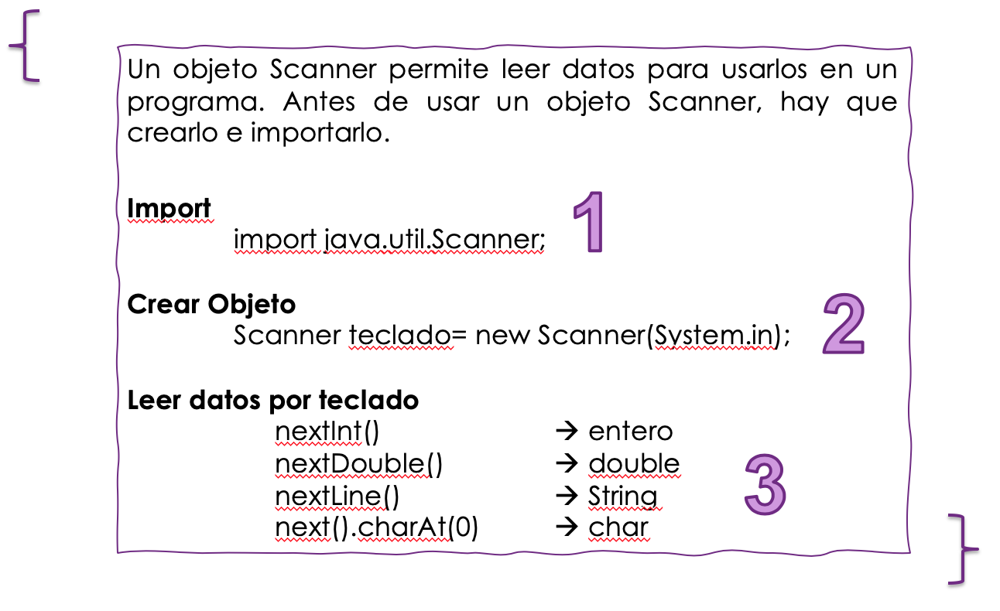 {
Un objeto Scanner permite leer datos para usarlos en un
programa. Antes de usar un objeto Scanner, hay que
crearlo e importarlo.
Import
import java.util.Scanner;
1
Crear Objeto
Scanner teclado= new Scanner(System.in);
2
Leer datos por teclado
nextInt() → entero
nextDouble() → double
nextLine() → String
next().charAt(0) → char
3
}